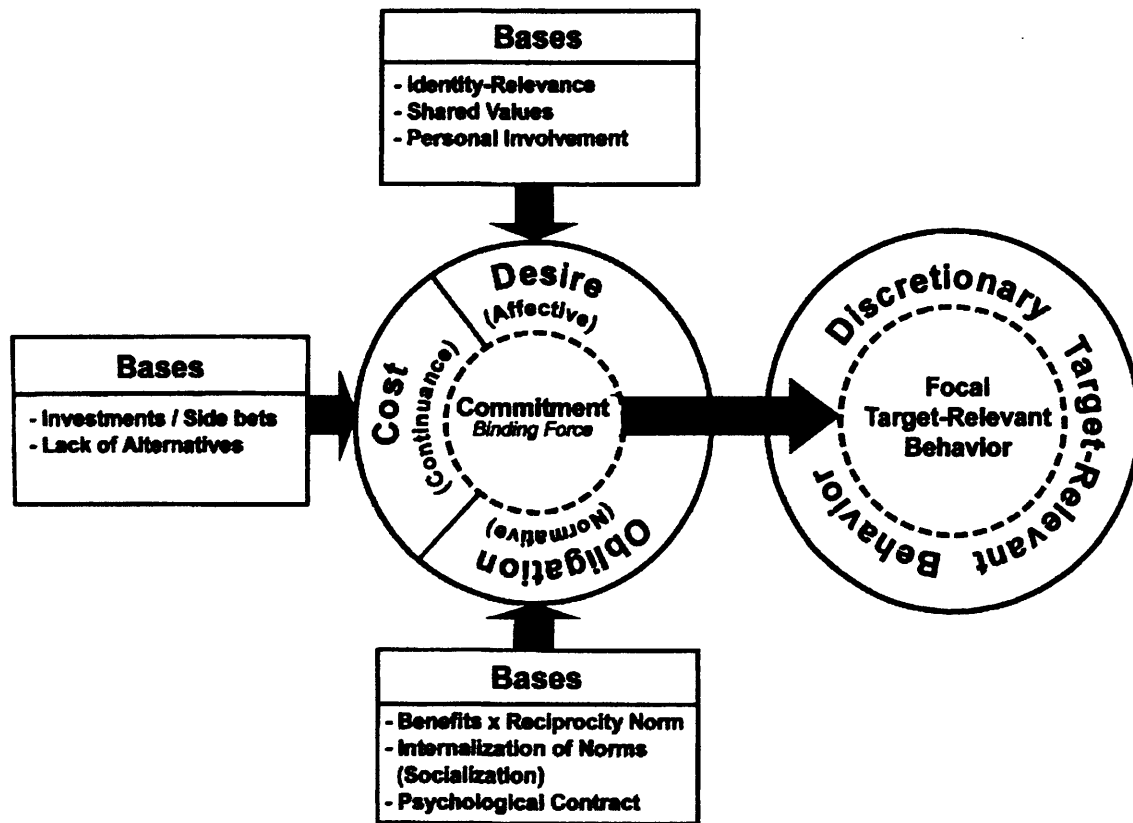 Bases
- Identity-Relevance
- Shared Values
- Personal Involvement
Bases
- Investments / Side bets
- Lack of Alternatives
Desire
(Affective)
Cost
(Continuance)
Commitment
Binding Force
(Normative)
Obligation
Discretionary Target-Relevant Behavior
Focal
Target-Relevant
Behavior
Bases
- Benefits x Reciprocity Norm
- Internalization of Norms
(Socialization)
- Psychological Contract